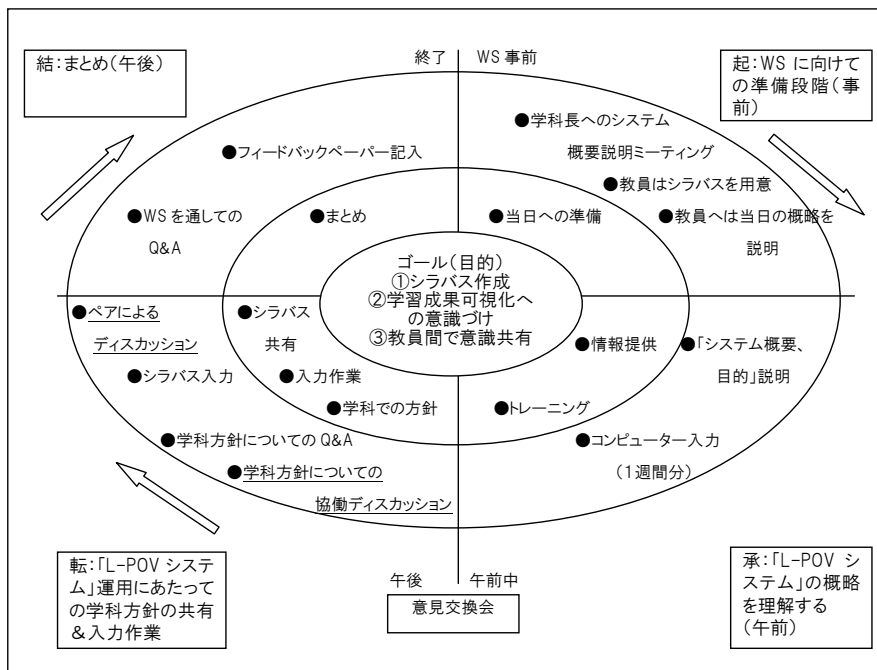 結：まとめ（午後）
終了
WS 事前
起：WS に向けて
の準備段階（事
前）
●学科長へのシステム
概要説明ミーティング
●フィードバックペーパー記入
●教員はシラバスを用意
●WS を通しての
Q&A
●まとめ
●当日への準備
●教員へは当日の概略を
説明
ゴール（目的）
①シラバス作成
②学習成果可視化へ
の意識づけ
③教員間で意識共有
●ペアによる
ディスカッション
●シラバス
共有
●シラバス入力
●入力作業
●情報提供
●「システム概要、
目的」説明
●学科での方針
●トレーニング
●学科方針についての Q&A
●コンピューター入力
（1週間分）
●学科方針についての
協働ディスカッション
転：「L-POV システ
ム」運用にあたって
の学科方針の共有
＆入力作業
午後
午前中
意見交換会
承：「L-POV シ
ステム」の概略
を理解する
（午前）